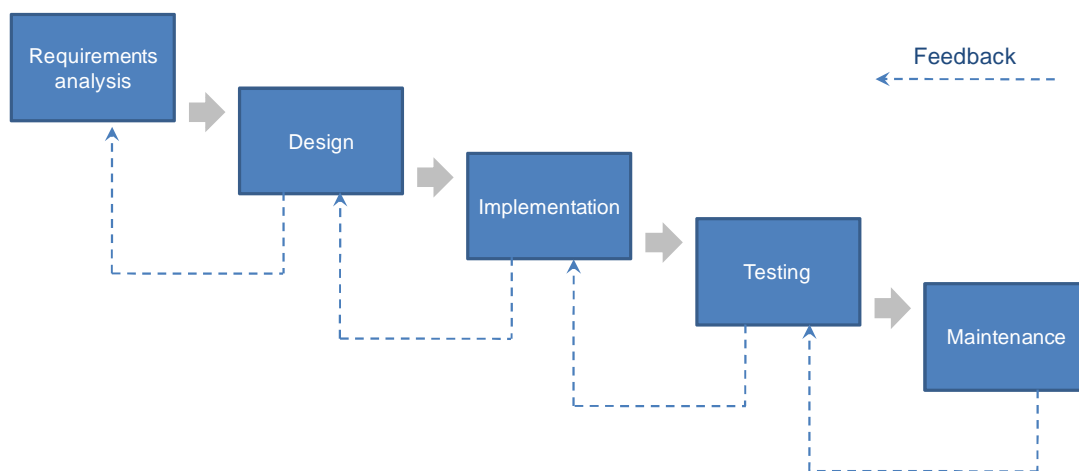 Requirements
analysis
Feedback
Design
Implementation
Testing
Maintenance